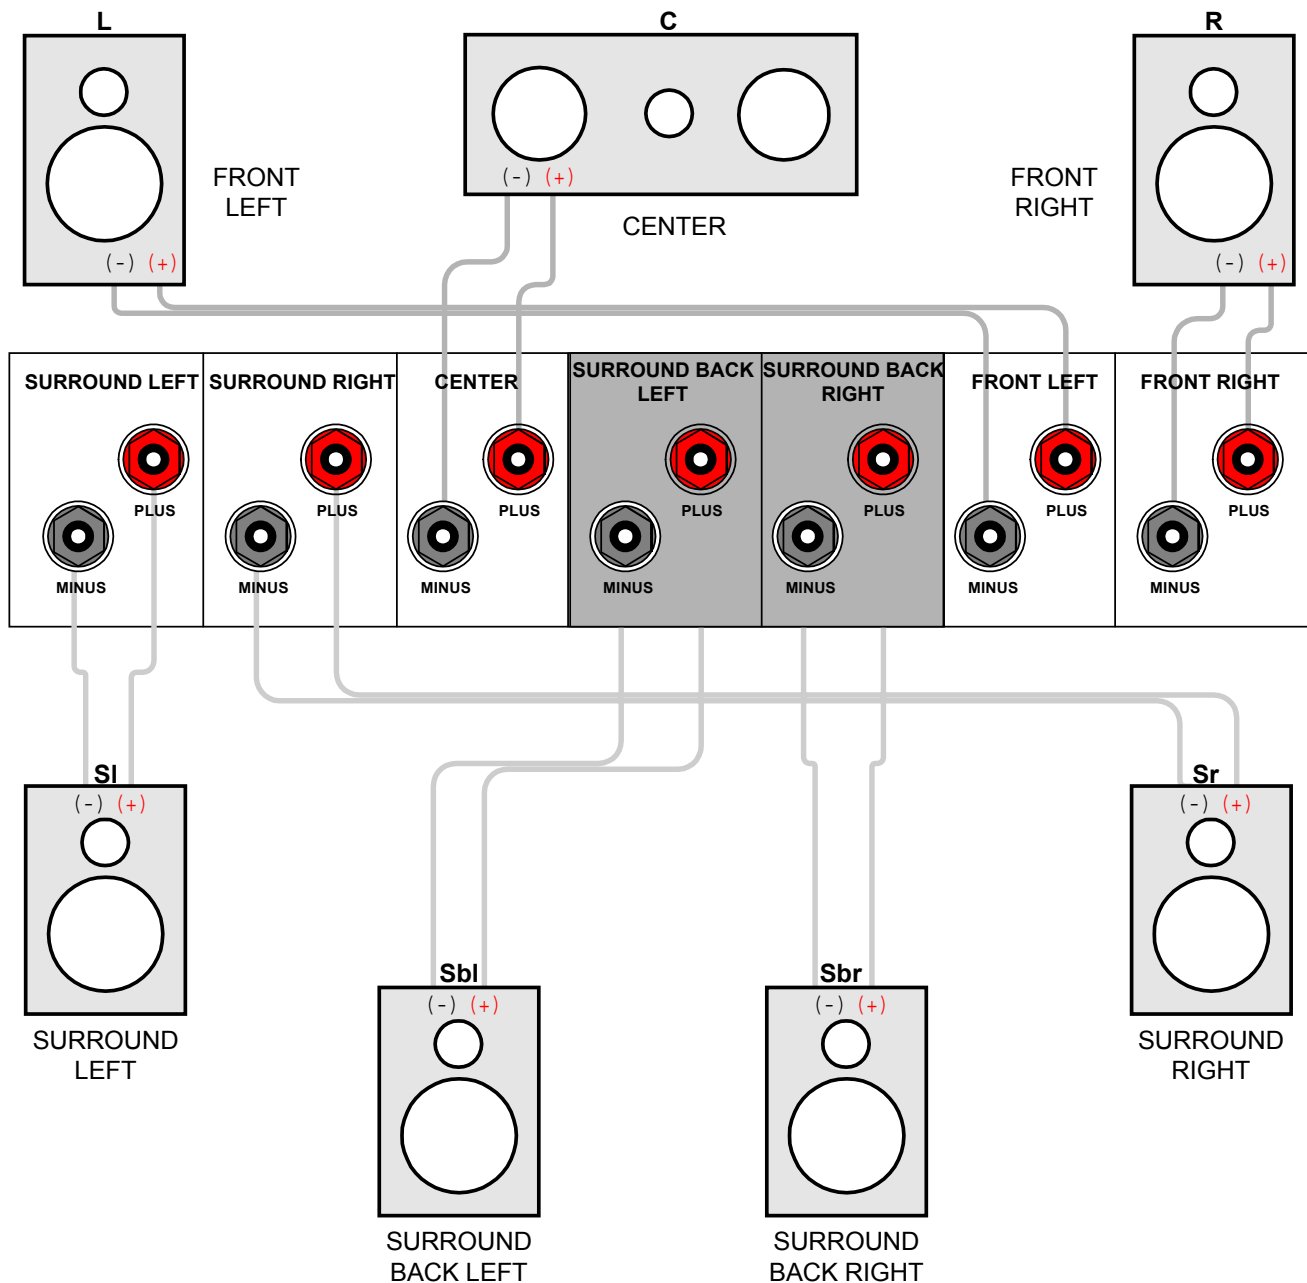 L
C
R
FRONT
LEFT
(-) (+)
(-) (+)
CENTER
FRONT
RIGHT
(-) (+)
SURROUND LEFT
SURROUND RIGHT
CENTER
SURROUND BACK
LEFT
SURROUND BACK
RIGHT
FRONT LEFT
FRONT RIGHT
PLUS
PLUS
PLUS
PLUS
PLUS
PLUS
PLUS
MINUS
MINUS
MINUS
MINUS
MINUS
MINUS
MINUS
Sl
(-) (+)
SURROUND
LEFT
Sbl
(-) (+)
SURROUND
BACK LEFT
Sbr
(-) (+)
SURROUND
BACK RIGHT
Sr
(-) (+)
SURROUND
RIGHT